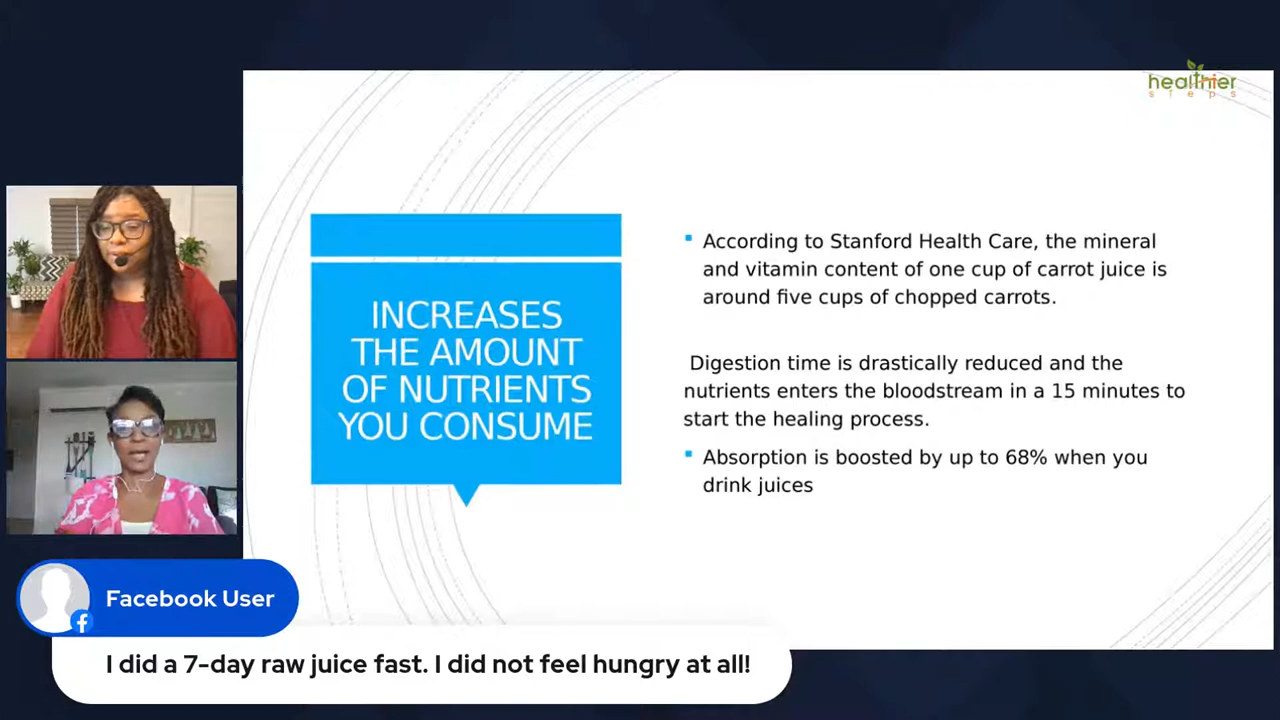 healthier
steps
INCREASES
THE AMOUNT
OF NUTRIENTS
YOU CONSUME
According to Stanford Health Care, the mineral
and vitamin content of one cup of carrot juice is
around five cups of chopped carrots.
Digestion time is drastically reduced and the
nutrients enters the bloodstream in a 15 minutes to
start the healing process.
Absorption is boosted by up to 68% when you
drink juices
Facebook User
I did a 7-day raw juice fast. I did not feel hungry at all!